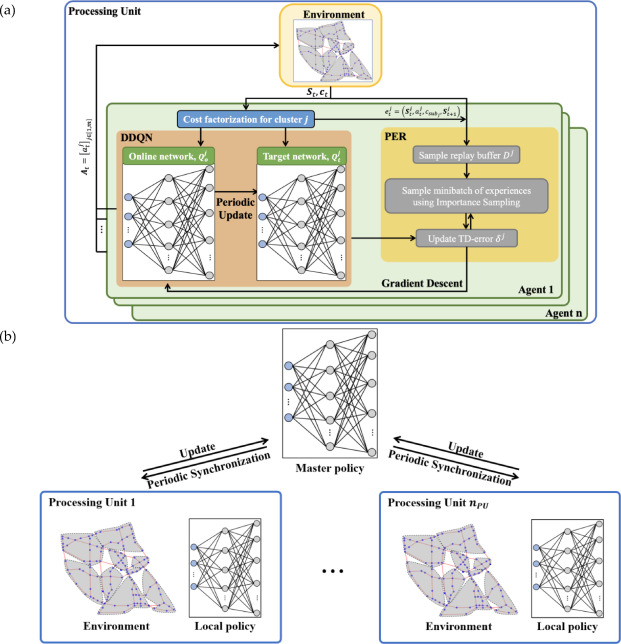 (a)
Processing Unit
Environment
S_t, c_t
e_t^j = (S_t^j, a_t^j, c_{sub_j}, S_{t+1}^j)
Cost factorization for cluster j
DDQN
PER
Online network, Q_o^j
Target network, Q_t^j
Sample replay buffer D^j
A_t = [a_t^j]_{j∈[1,m]}
Periodic
Update
Sample minibatch of experiences
using Importance Sampling
...
Update TD-error δ^j
Gradient Descent
Agent 1
Agent n
(b)
Update
Periodic Synchronization
Master policy
Update
Periodic Synchronization
Processing Unit 1
Processing Unit n_{PU}
...
Environment
Local policy
Environment
Local policy